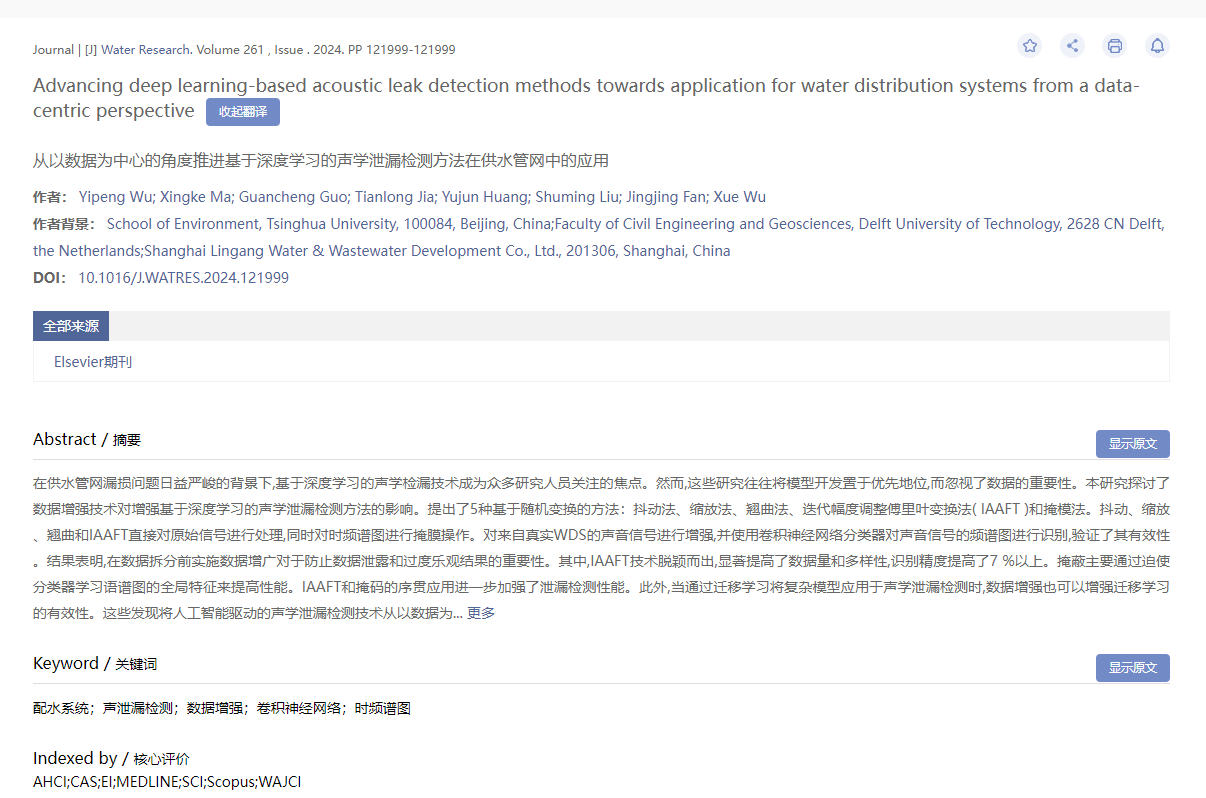 Journal | [J] Water Research. Volume 261 , Issue . 2024. PP 121999-121999
Advancing deep learning-based acoustic leak detection methods towards application for water distribution systems from a data-
centric perspective 收起翻译
从以数据为中心的角度推进基于深度学习的声学泄漏检测方法在供水管网中的应用
作者： Yipeng Wu; Xingke Ma; Guancheng Guo; Tianlong Jia; Yujun Huang; Shuming Liu; Jingjing Fan; Xue Wu
作者背景： School of Environment, Tsinghua University, 100084, Beijing, China;Faculty of Civil Engineering and Geosciences, Delft University of Technology, 2628 CN Delft,
the Netherlands;Shanghai Lingang Water & Wastewater Development Co., Ltd., 201306, Shanghai, China
DOI： 10.1016/J.WATRES.2024.121999
全部来源
Elsevier期刊
Abstract / 摘要
显示原文
在供水管网漏损问题日益严峻的背景下,基于深度学习的声学检漏技术成为众多研究人员关注的焦点。然而,这些研究往往将模型开发置于优先地位,而忽视了数据的重要性。本研究探讨了
数据增强技术对增强基于深度学习的声学泄漏检测方法的影响。提出了5种基于随机变换的方法：抖动法、缩放法、翘曲法、迭代幅度调整傅里叶变换法( IAAFT )和掩模法。抖动、缩放
、翘曲和IAAFT直接对原始信号进行处理,同时对时频谱图进行掩膜操作。对来自真实WDS的声音信号进行增强,并使用卷积神经网络分类器对声音信号的频谱图进行识别,验证了其有效性
。结果表明,在数据拆分前实施数据增广对于防止数据泄露和过度乐观结果的重要性。其中,IAAFT技术脱颖而出,显著提高了数据量和多样性,识别精度提高了7 %以上。掩蔽主要通过迫使
分类器学习语谱图的全局特征来提高性能。IAAFT和掩码的序贯应用进一步加强了泄漏检测性能。此外,当通过迁移学习将复杂模型应用于声学泄漏检测时,数据增强也可以增强迁移学习
的有效性。这些发现将人工智能驱动的声学泄漏检测技术从以数据为... 更多
Keyword / 关键词
显示原文
配水系统；声泄漏检测；数据增强；卷积神经网络；时频谱图
Indexed by / 核心评价
AHCI;CAS;EI;MEDLINE;SCI;Scopus;WAJCI